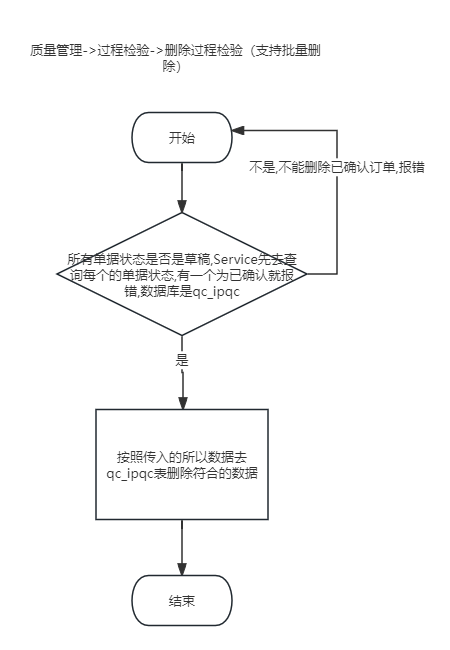 质量管理->过程检验->删除过程检验（支持批量删
除）
开始
不是,不能删除已确认订单,报错
所有单据状态是否是草稿,Service先去查
询每个的单据状态,有一个为已确认就报
错,数据库是qc_ipqc
是
按照传入的所以数据去
qc_ipqc表删除符合的数据
结束